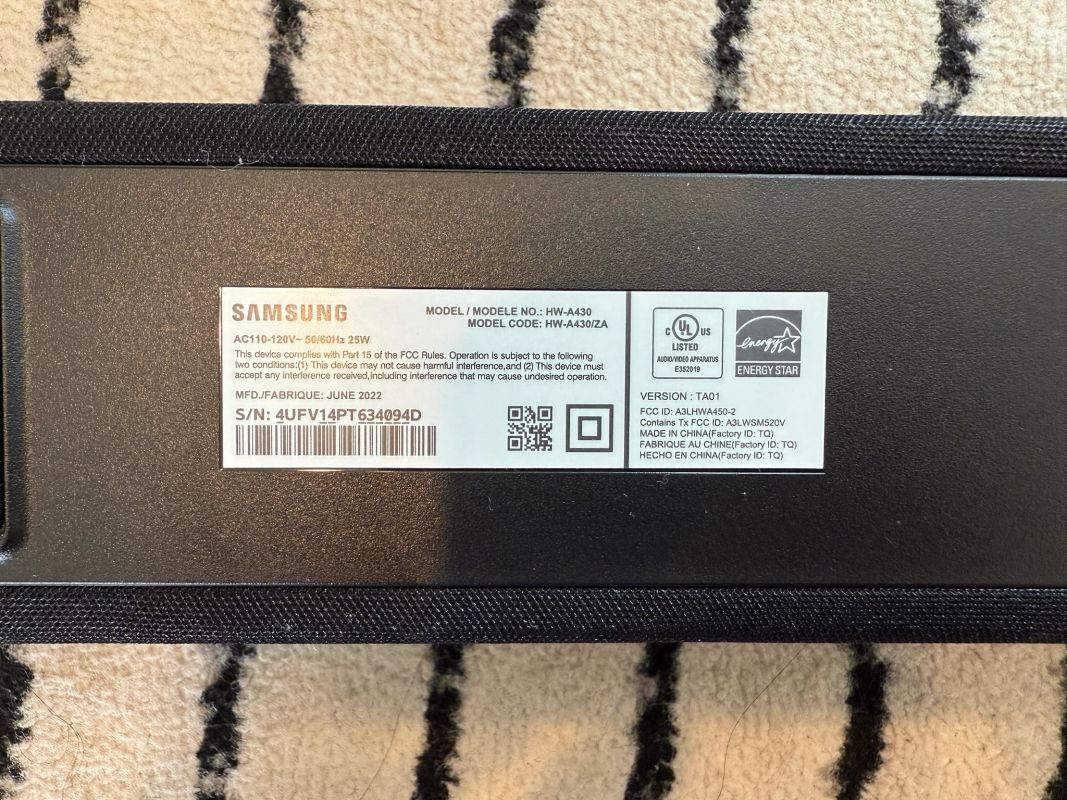 SAMSUNG
MODEL / MODELE NO.: HW-A430
MODEL CODE: HW-A430/ZA
AC110-120V~ 50/60Hz 25W
This device complies with Part 15 of the FCC Rules. Operation is subject to the following
two conditions:(1) This device may not cause harmful interference,and (2) This device must
accept any interference received,including interference that may cause undesired operation.
MFD./FABRIQUE: JUNE 2022
S/N: 4UFV14PT634094D
C UL US
LISTED
AUDIO/VIDEO APPARATUS
E352019
energy
ENERGY STAR
VERSION : TA01
FCC ID: A3LHWA450-2
Contains Tx FCC ID: A3LWSM520V
MADE IN CHINA(Factory ID: TQ)
FABRIQUE AU CHINE(Factory ID: TQ)
HECHO EN CHINA(Factory ID: TQ)